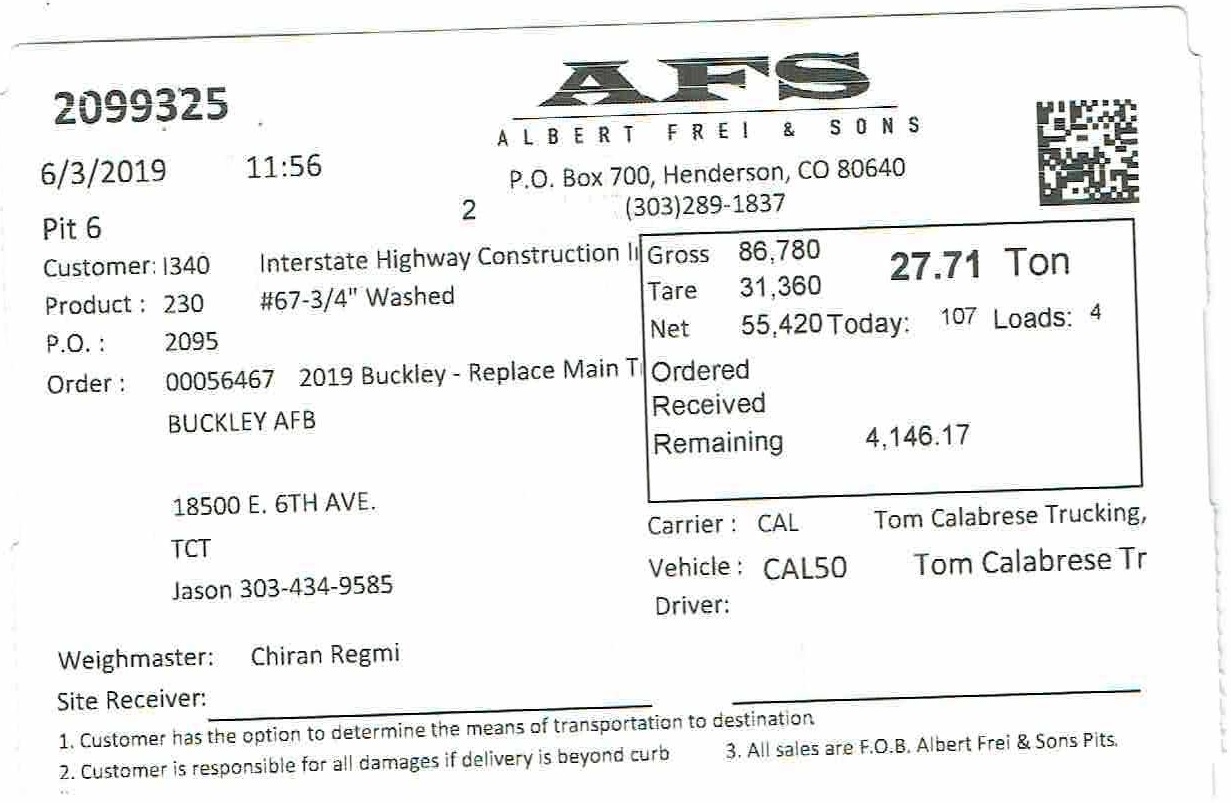 2099325
AFS
ALBERT FREI & SONS
6/3/2019 11:56
P.O. Box 700, Henderson, CO 80640
Pit 6 2 (303)289-1837
Customer: I340 Interstate Highway Construction I
Product : 230 #67-3/4" Washed
P.O. : 2095
Order : 00056467 2019 Buckley - Replace Main T
BUCKLEY AFB
18500 E. 6TH AVE.
TCT
Jason 303-434-9585
Gross 86,780 27.71 Ton
Tare 31,360
Net 55,420 Today: 107 Loads: 4
Ordered
Received
Remaining 4,146.17
Carrier : CAL Tom Calabrese Trucking,
Vehicle : CAL50 Tom Calabrese Tr
Driver:
Weighmaster: Chiran Regmi
Site Receiver:
1. Customer has the option to determine the means of transportation to destination
2. Customer is responsible for all damages if delivery is beyond curb 3. All sales are F.O.B. Albert Frei & Sons Pits.